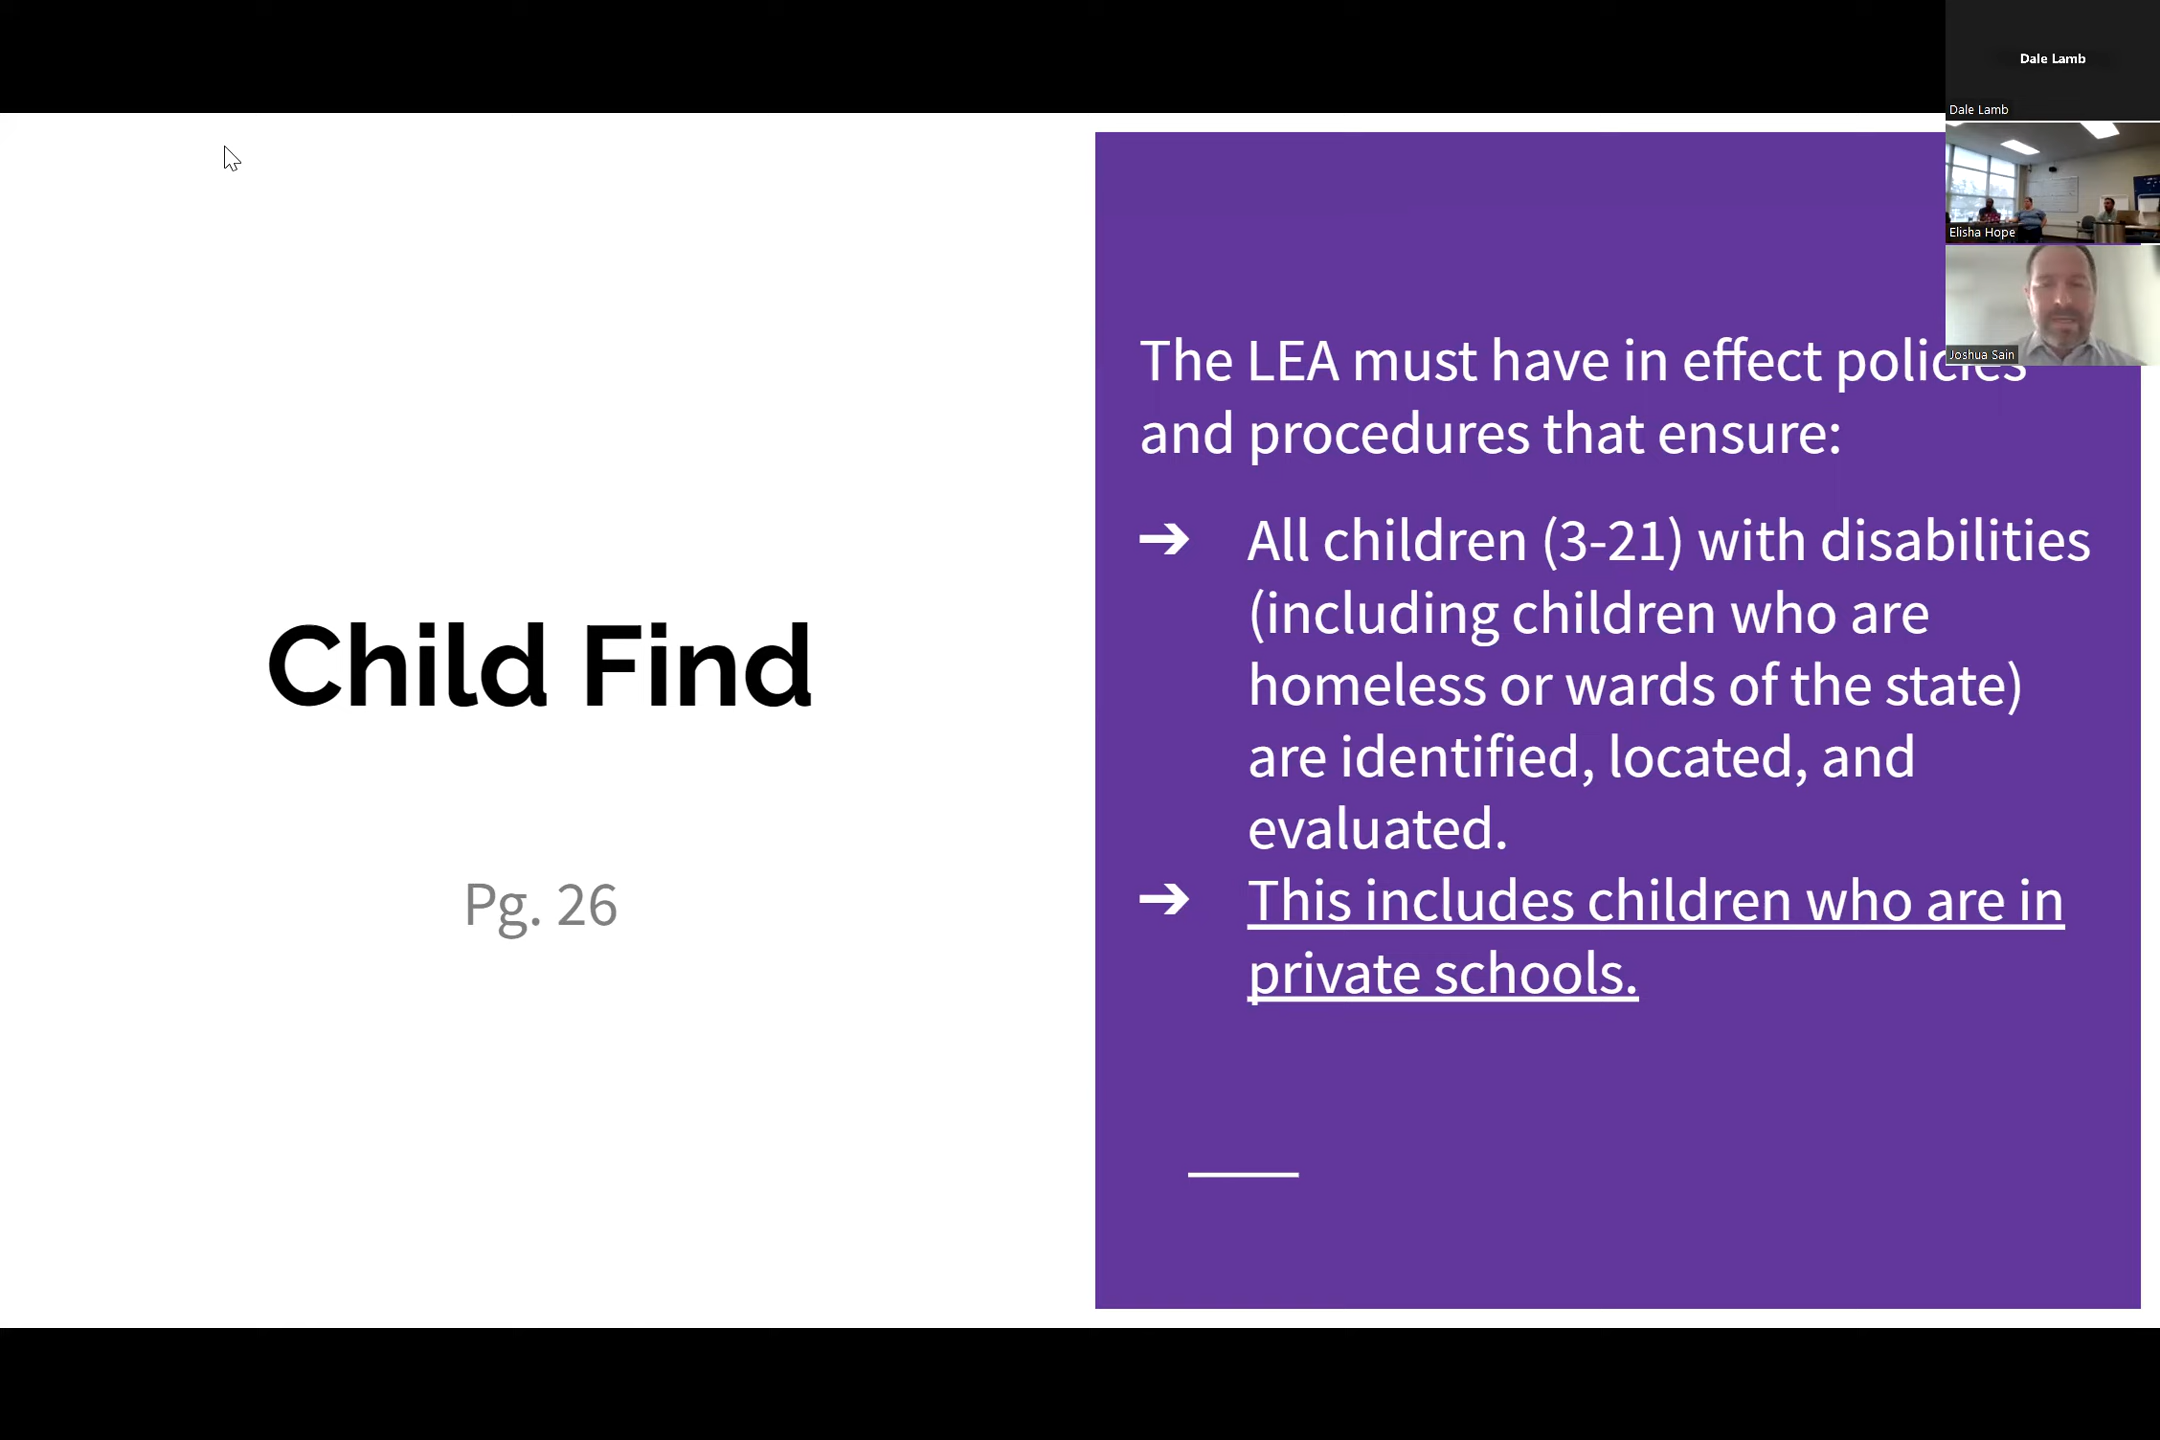 Child Find
Pg. 26
The LEA must have in effect policies
and procedures that ensure:
➔ All children (3-21) with disabilities
(including children who are
homeless or wards of the state)
are identified, located, and
evaluated.
➔ This includes children who are in
private schools.
Dale Lamb
Dale Lamb
Elisha Hope
Joshua Sain